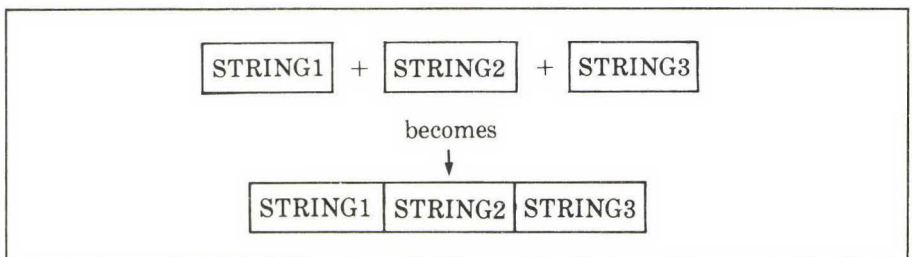 STRING1 + STRING2 + STRING3
becomes
STRING1 STRING2 STRING3